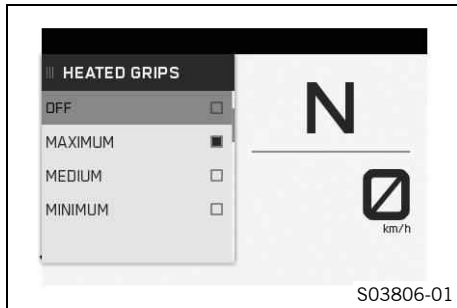 HEATED GRIPS
OFF
MAXIMUM
MEDIUM
MINIMUM
N
0
km/h
S03806-01